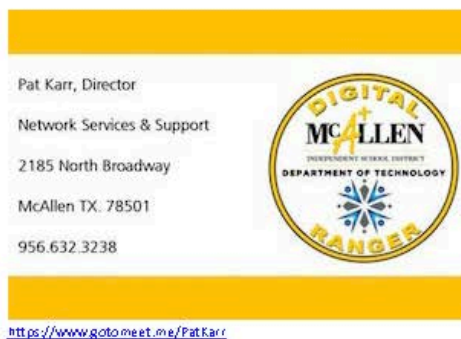 Pat Karr, Director
Network Services & Support
2185 North Broadway
McAllen TX. 78501
956.632.3238
DIGITAL
McALLEN
INDEPENDENT SCHOOL DISTRICT
DEPARTMENT OF TECHNOLOGY
RANGER
https://www.gotomeet.me/PatKarr